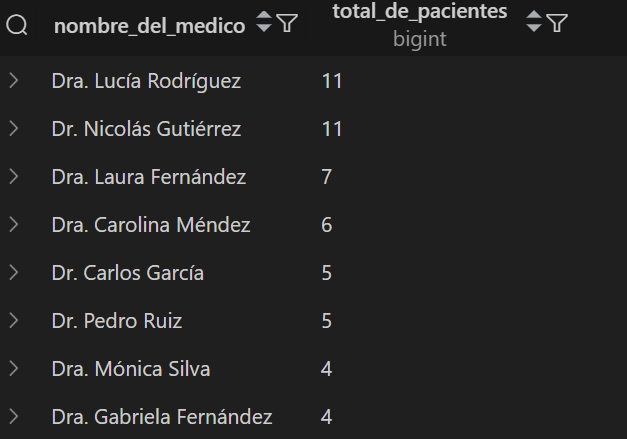 nombre_del_medico total_de_pacientes
bigint
Dra. Lucía Rodríguez 11
Dr. Nicolás Gutiérrez 11
Dra. Laura Fernández 7
Dra. Carolina Méndez 6
Dr. Carlos García 5
Dr. Pedro Ruiz 5
Dra. Mónica Silva 4
Dra. Gabriela Fernández 4